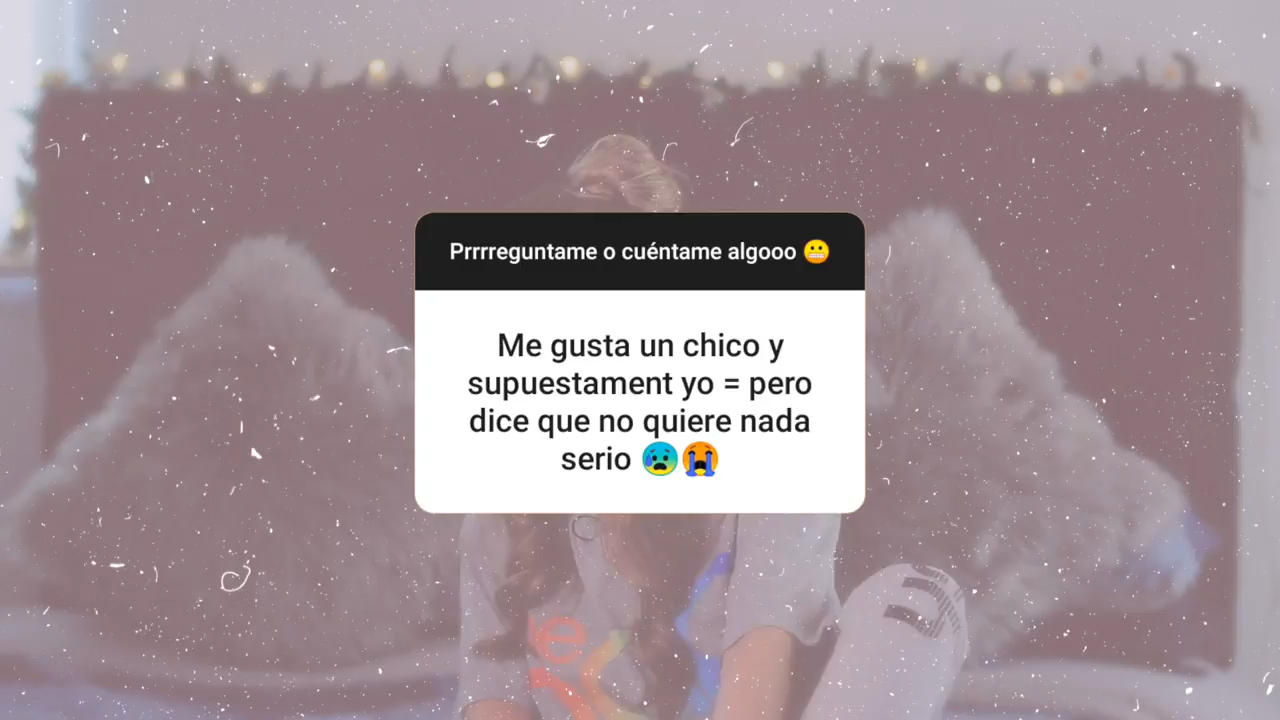 Prrrreguntame o cuéntame algooo 😬
Me gusta un chico y
supuestament yo = pero
dice que no quiere nada
serio 😰😭